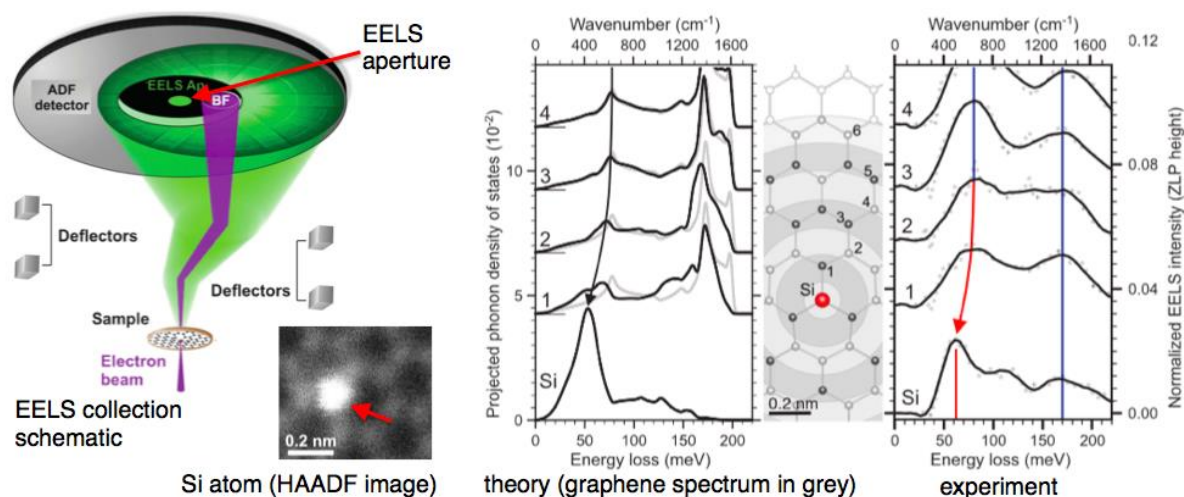 EELS
aperture
ADF
detector
EELS Ap.
BF
Deflectors
Deflectors
Sample
Electron
beam
EELS collection
schematic
0.2 nm
Si atom (HAADF image)
Wavenumber (cm⁻¹)
0 400 800 1200 1600
Projected phonon density of states (10⁻²)
10
5
0
4
3
2
1
Si
0 50 100 150 200
Energy loss (meV)
theory (graphene spectrum in grey)
6
5
4
3
2
1
Si
0.2 nm
Wavenumber (cm⁻¹)
0 400 800 1200 1600
4
3
2
1
Si
0.12
0.08
0.04
0.00
Normalized EELS intensity (ZLP height)
0 50 100 150 200
Energy loss (meV)
experiment